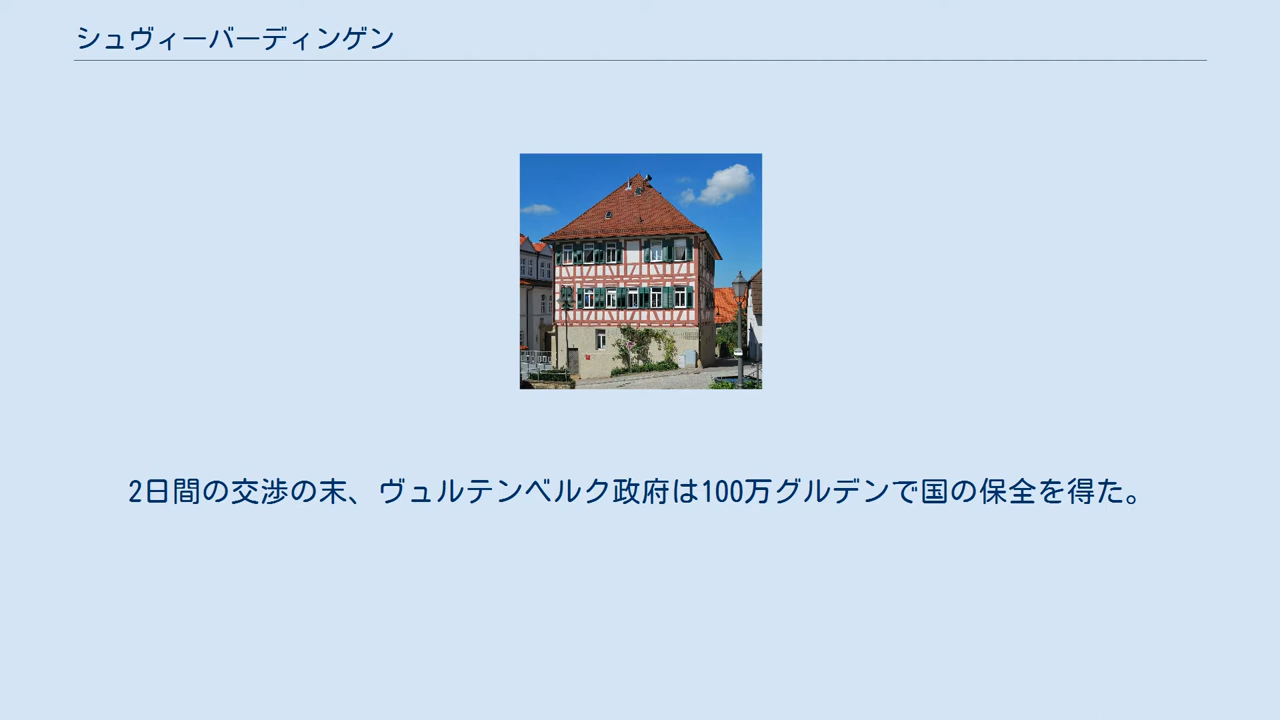 シュヴィーバーディンゲン
2日間の交渉の末、ヴュルテンベルク政府は100万グルデンで国の保全を得た。